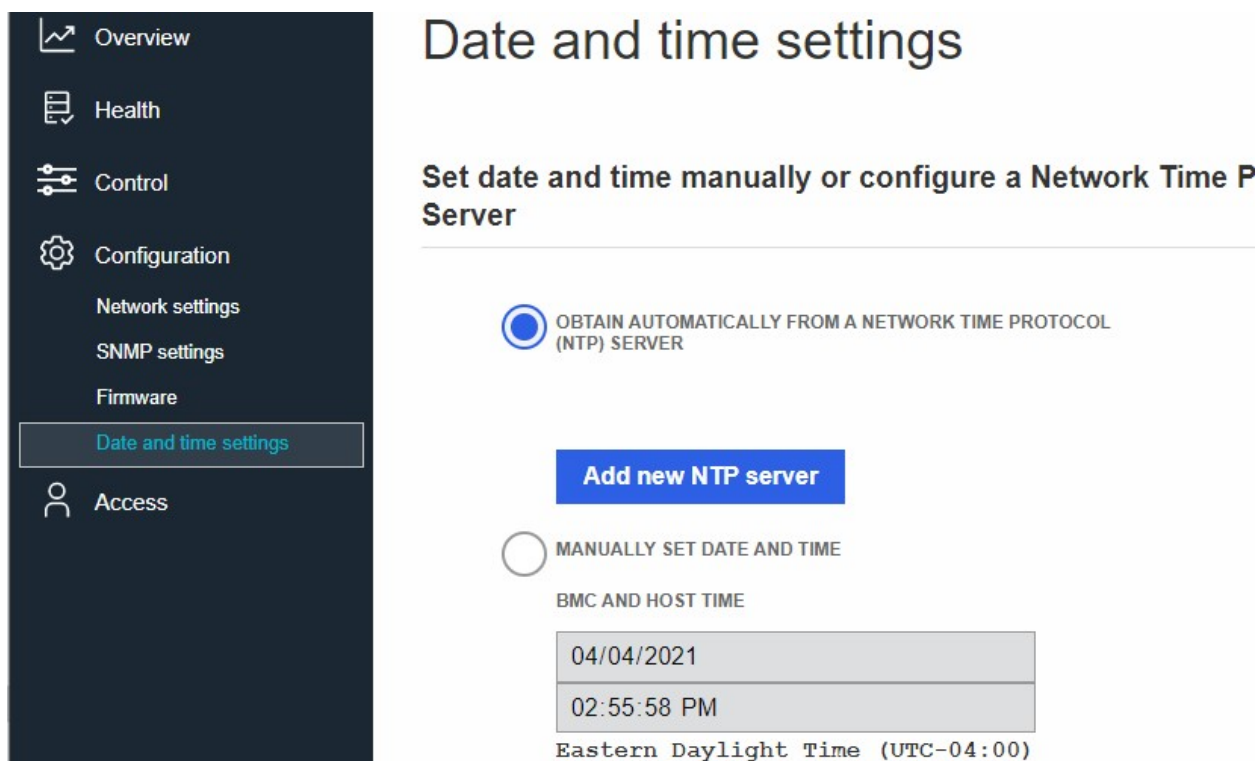 Overview
Health
Control
Configuration
Network settings
SNMP settings
Firmware
Date and time settings
Access
Date and time settings
Set date and time manually or configure a Network Time P
Server
OBTAIN AUTOMATICALLY FROM A NETWORK TIME PROTOCOL
(NTP) SERVER
Add new NTP server
MANUALLY SET DATE AND TIME
BMC AND HOST TIME
04/04/2021
02:55:58 PM
Eastern Daylight Time (UTC-04:00)